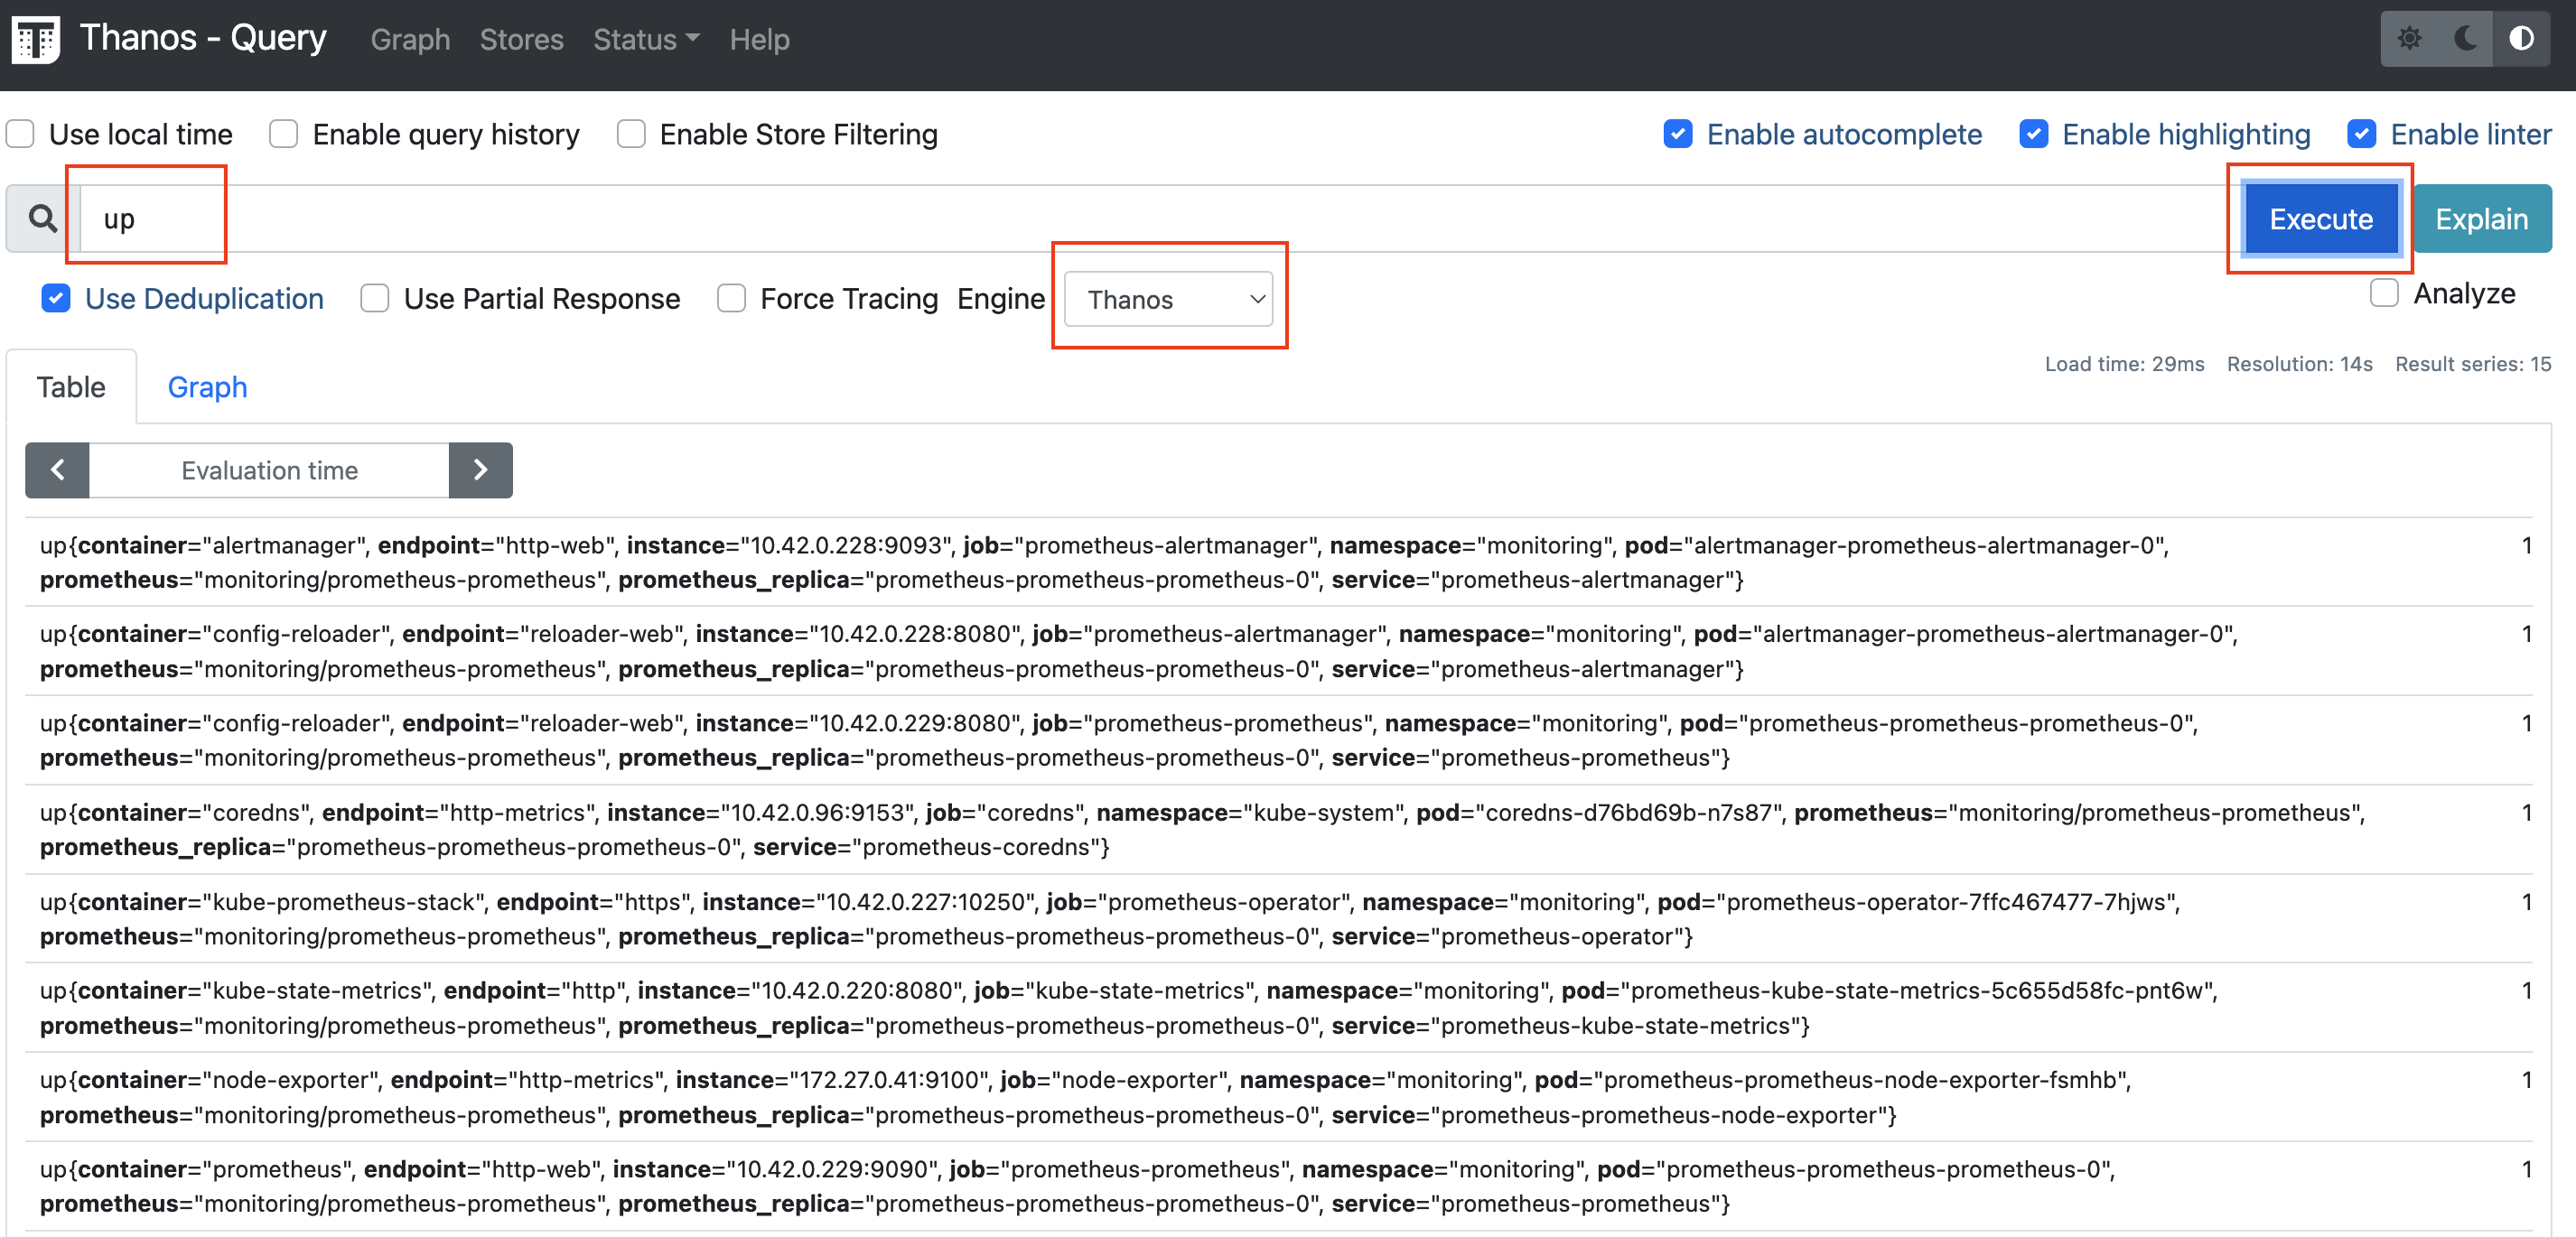 Thanos - Query Graph Stores Status Help
Use local time Enable query history Enable Store Filtering Enable autocomplete Enable highlighting Enable linter
up Execute Explain
Use Deduplication Use Partial Response Force Tracing Engine Thanos Analyze
Load time: 29ms Resolution: 14s Result series: 15
Table Graph
Evaluation time
up{container="alertmanager", endpoint="http-web", instance="10.42.0.228:9093", job="prometheus-alertmanager", namespace="monitoring", pod="alertmanager-prometheus-alertmanager-0", 1
prometheus="monitoring/prometheus-prometheus", prometheus_replica="prometheus-prometheus-prometheus-0", service="prometheus-alertmanager"}
up{container="config-reloader", endpoint="reloader-web", instance="10.42.0.228:8080", job="prometheus-alertmanager", namespace="monitoring", pod="alertmanager-prometheus-alertmanager-0", 1
prometheus="monitoring/prometheus-prometheus", prometheus_replica="prometheus-prometheus-prometheus-0", service="prometheus-alertmanager"}
up{container="config-reloader", endpoint="reloader-web", instance="10.42.0.229:8080", job="prometheus-prometheus", namespace="monitoring", pod="prometheus-prometheus-prometheus-0", 1
prometheus="monitoring/prometheus-prometheus", prometheus_replica="prometheus-prometheus-prometheus-0", service="prometheus-prometheus"}
up{container="coredns", endpoint="http-metrics", instance="10.42.0.96:9153", job="coredns", namespace="kube-system", pod="coredns-d76bd69b-n7s87", prometheus="monitoring/prometheus-prometheus", 1
prometheus_replica="prometheus-prometheus-prometheus-0", service="prometheus-coredns"}
up{container="kube-prometheus-stack", endpoint="https", instance="10.42.0.227:10250", job="prometheus-operator", namespace="monitoring", pod="prometheus-operator-7ffc467477-7hjws", 1
prometheus="monitoring/prometheus-prometheus", prometheus_replica="prometheus-prometheus-prometheus-0", service="prometheus-operator"}
up{container="kube-state-metrics", endpoint="http", instance="10.42.0.220:8080", job="kube-state-metrics", namespace="monitoring", pod="prometheus-kube-state-metrics-5c655d58fc-pnt6w", 1
prometheus="monitoring/prometheus-prometheus", prometheus_replica="prometheus-prometheus-prometheus-0", service="prometheus-kube-state-metrics"}
up{container="node-exporter", endpoint="http-metrics", instance="172.27.0.41:9100", job="node-exporter", namespace="monitoring", pod="prometheus-prometheus-node-exporter-fsmhb", 1
prometheus="monitoring/prometheus-prometheus", prometheus_replica="prometheus-prometheus-prometheus-0", service="prometheus-prometheus-node-exporter"}
up{container="prometheus", endpoint="http-web", instance="10.42.0.229:9090", job="prometheus-prometheus", namespace="monitoring", pod="prometheus-prometheus-prometheus-0", 1
prometheus="monitoring/prometheus-prometheus", prometheus_replica="prometheus-prometheus-prometheus-0", service="prometheus-prometheus"}